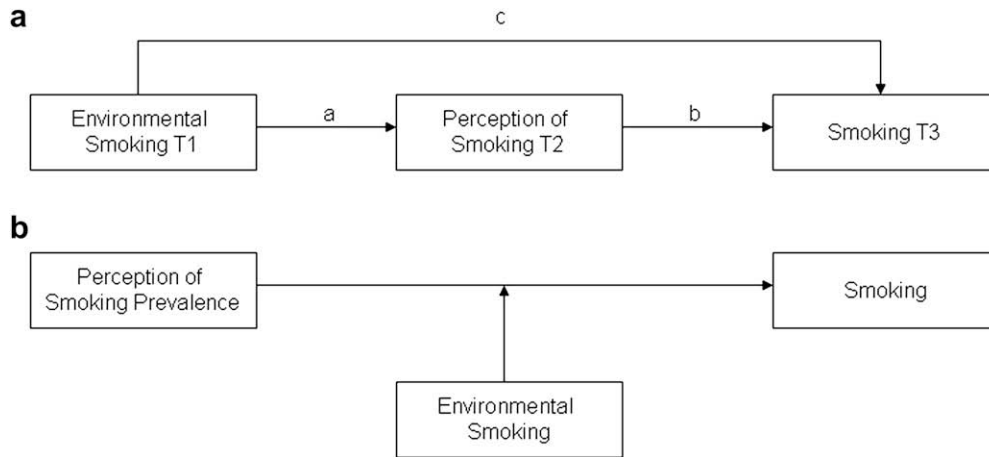 a
c
Environmental
Smoking T1
a
Perception of
Smoking T2
b
Smoking T3
b
Perception of
Smoking Prevalence
Smoking
Environmental
Smoking